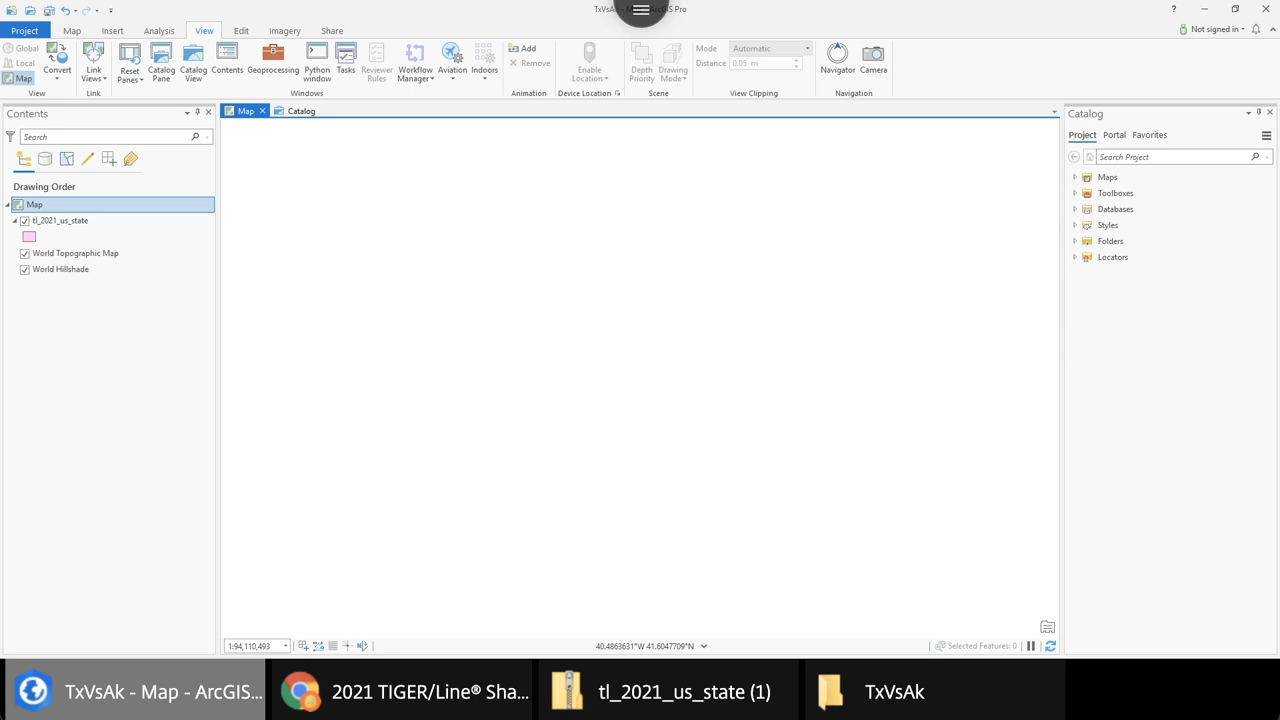 TxVsAk - ArcGIS Pro
?
Project Map Insert Analysis View Edit Imagery Share
Not signed in
Global
Local
Map
Convert
View
Link Views
Link
Reset Panes
Catalog Pane
Catalog View
Contents
Geoprocessing
Python window
Tasks
Reviewer Rules
Workflow Manager
Aviation
Indoors
Windows
Add
Remove
Animation
Enable Location
Device Location
Depth Priority
Drawing Mode
Scene
Mode Automatic
Distance 0.05 m
View Clipping
Navigator
Camera
Navigation
Contents
Search
Drawing Order
Map
tl_2021_us_state
World Topographic Map
World Hillshade
Map Catalog
1:94,110,493
40.4863631°W 41.6047709°N
Selected Features: 0
Catalog
Project Portal Favorites
Search Project
Maps
Toolboxes
Databases
Styles
Folders
Locators
TxVsAk - Map - ArcGIS...
2021 TIGER/Line® Sha...
tl_2021_us_state (1)
TxVsAk